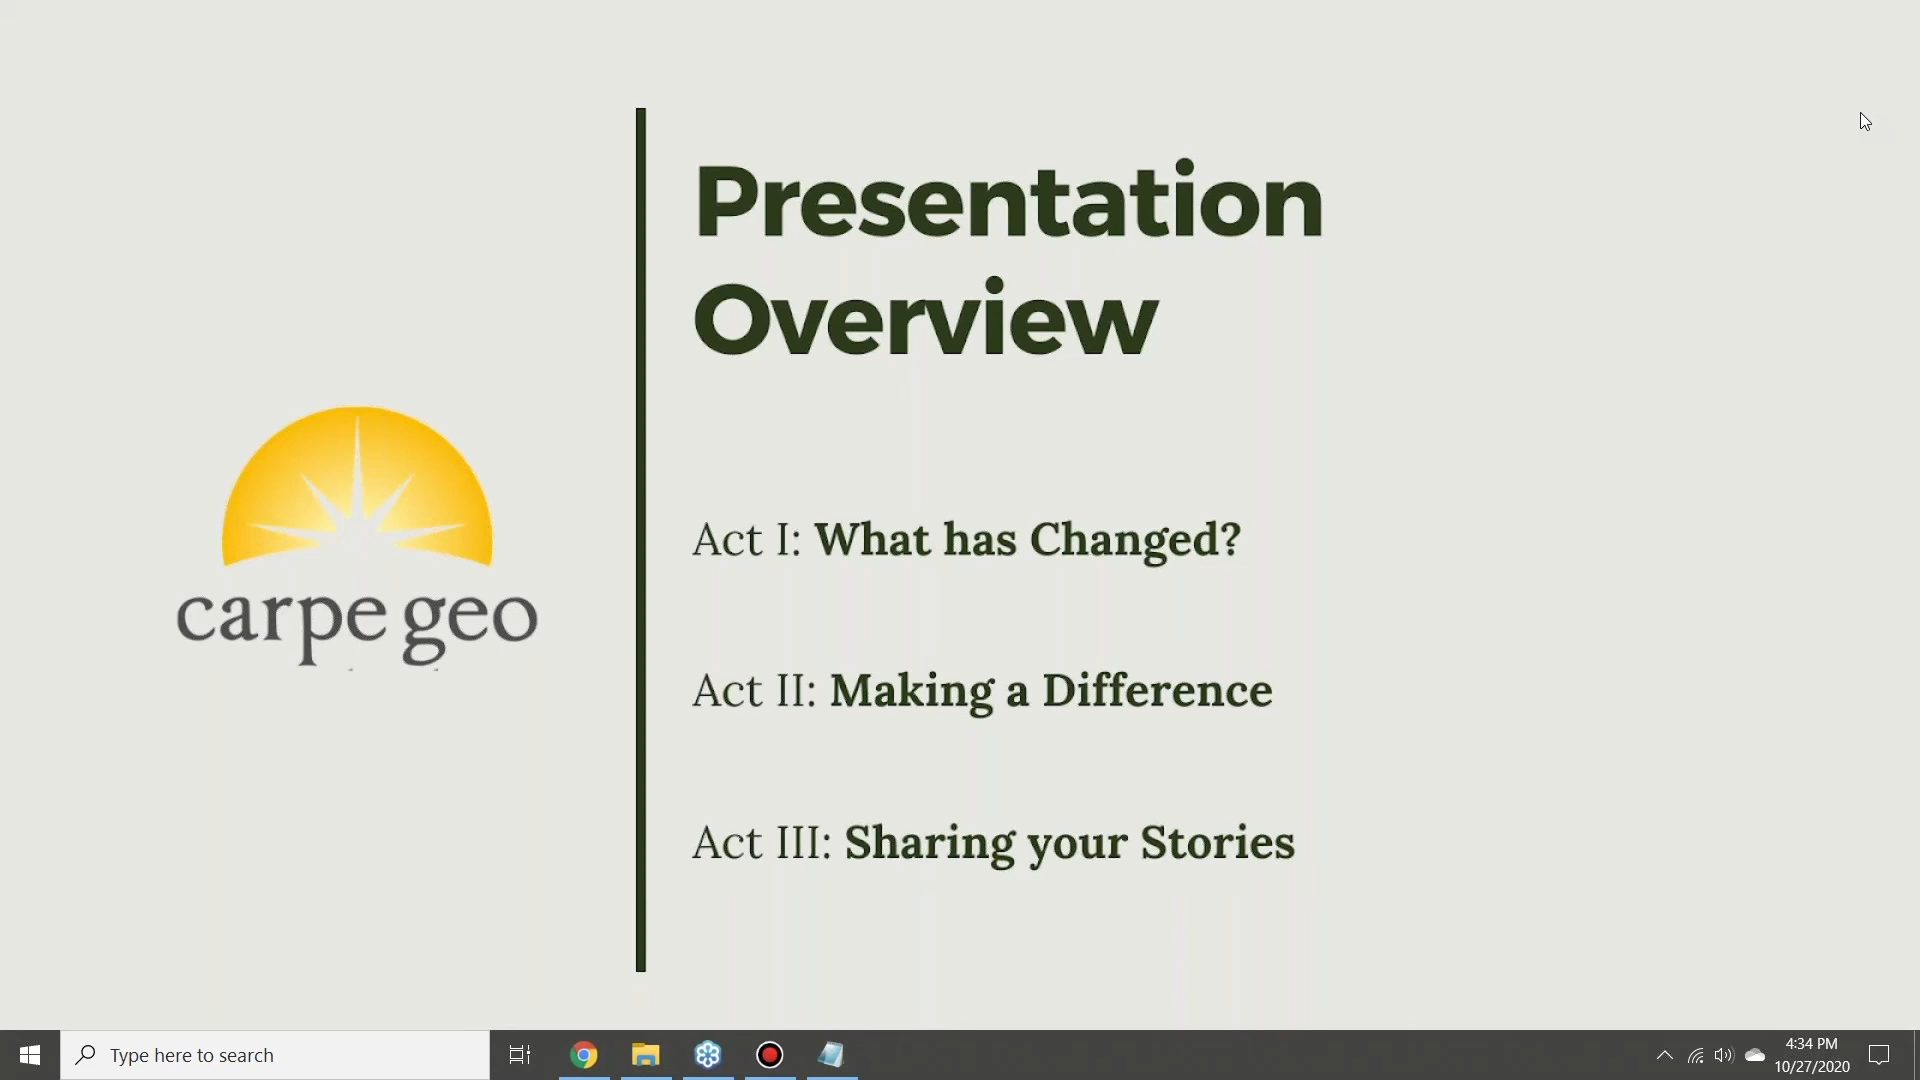 Presentation
Overview
carpe geo
Act I: What has Changed?
Act II: Making a Difference
Act III: Sharing your Stories
Type here to search
4:34 PM
10/27/2020